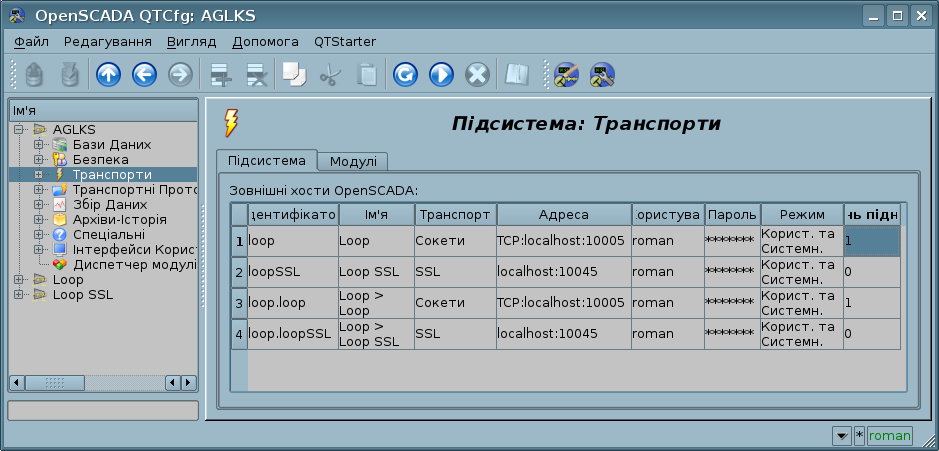 OpenSCADA QTCfg: AGLKS
Файл Редагування Вигляд Допомога QTStarter
Ім'я
AGLKS
Бази Даних
Безпека
Транспорти
Транспортні Прото
Збір Даних
Архіви-Історія
Спеціальні
Інтерфейси Корис
Диспетчер модулі
Loop
Loop SSL
Підсистема: Транспорти
Підсистема Модулі
Зовнішні хости OpenSCADA:
дентифікато Ім'я Транспорт Адреса ористува Пароль Режим нь підн
1 loop Loop Сокети TCP:localhost:10005 roman ******* Корист. та Системн. 1
2 loopSSL Loop SSL SSL localhost:10045 roman ******* Корист. та Системн. 0
3 loop.loop Loop > Loop Сокети TCP:localhost:10005 roman ******* Корист. та Системн. 1
4 loop.loopSSL Loop > Loop SSL SSL localhost:10045 roman ******* Корист. та Системн. 0
* roman